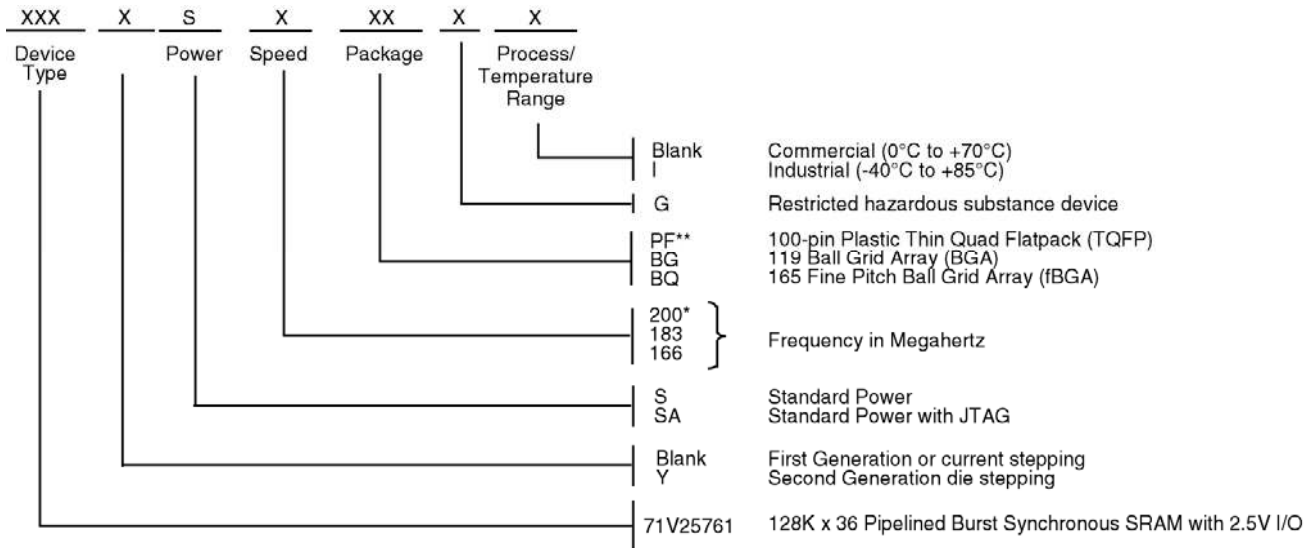 XXX X S X XX X X
Device Type
Power
Speed
Package
Process/
Temperature
Range
Blank Commercial (0°C to +70°C)
I Industrial (-40°C to +85°C)
G Restricted hazardous substance device
PF** 100-pin Plastic Thin Quad Flatpack (TQFP)
BG 119 Ball Grid Array (BGA)
BQ 165 Fine Pitch Ball Grid Array (fBGA)
200*
183
166
Frequency in Megahertz
S Standard Power
SA Standard Power with JTAG
Blank First Generation or current stepping
Y Second Generation die stepping
71V25761 128K x 36 Pipelined Burst Synchronous SRAM with 2.5V I/O